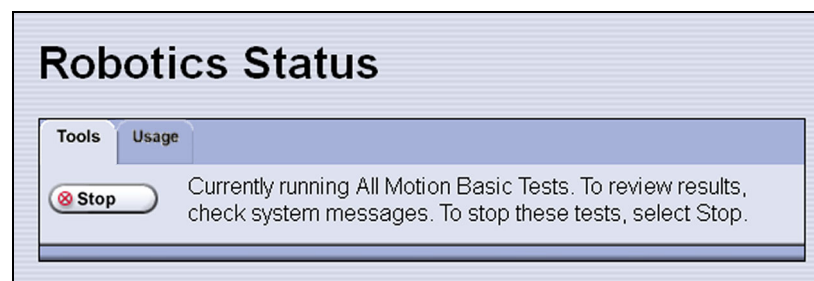 Robotics Status
Tools Usage
Stop
Currently running All Motion Basic Tests. To review results,
check system messages. To stop these tests, select Stop.